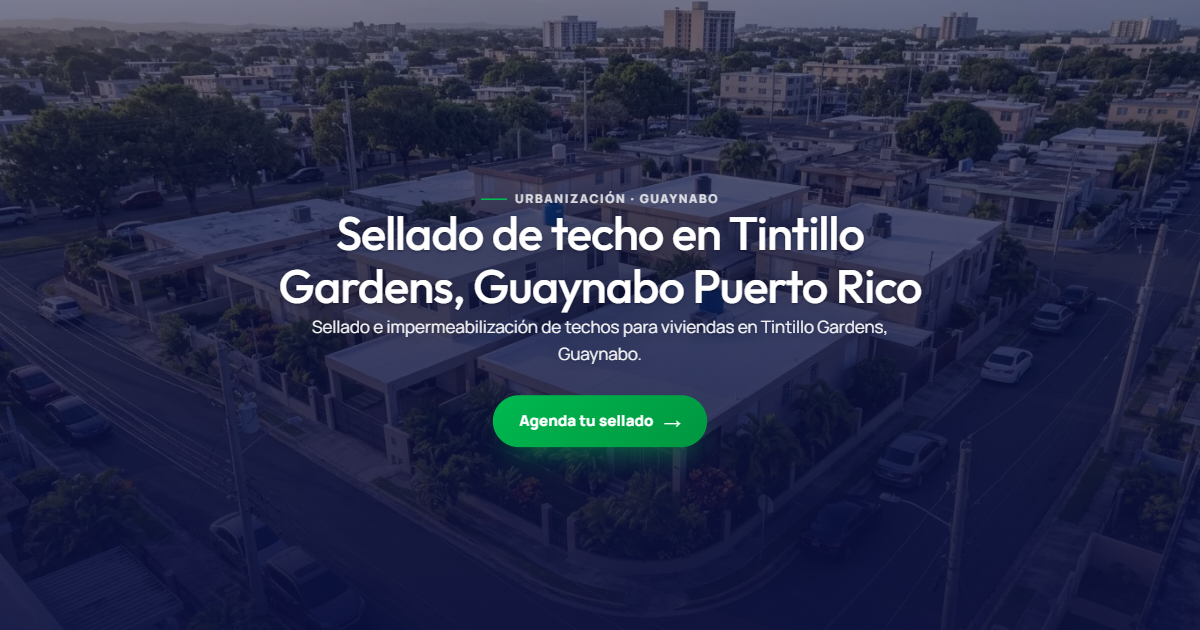 URBANIZACIÓN · GUAYNABO
Sellado de techo en Tintillo
Gardens, Guaynabo Puerto Rico
Sellado e impermeabilización de techos para viviendas en Tintillo Gardens,
Guaynabo.
Agenda tu sellado →